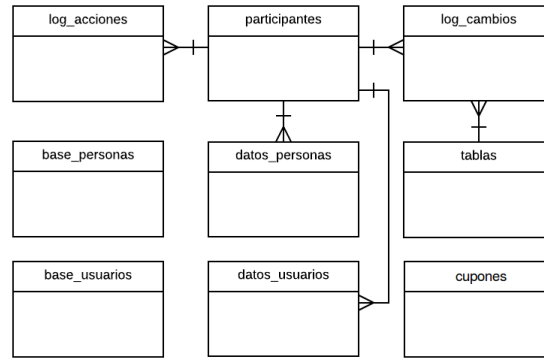 log_acciones
participantes
log_cambios
base_personas
datos_personas
tablas
base_usuarios
datos_usuarios
cupones